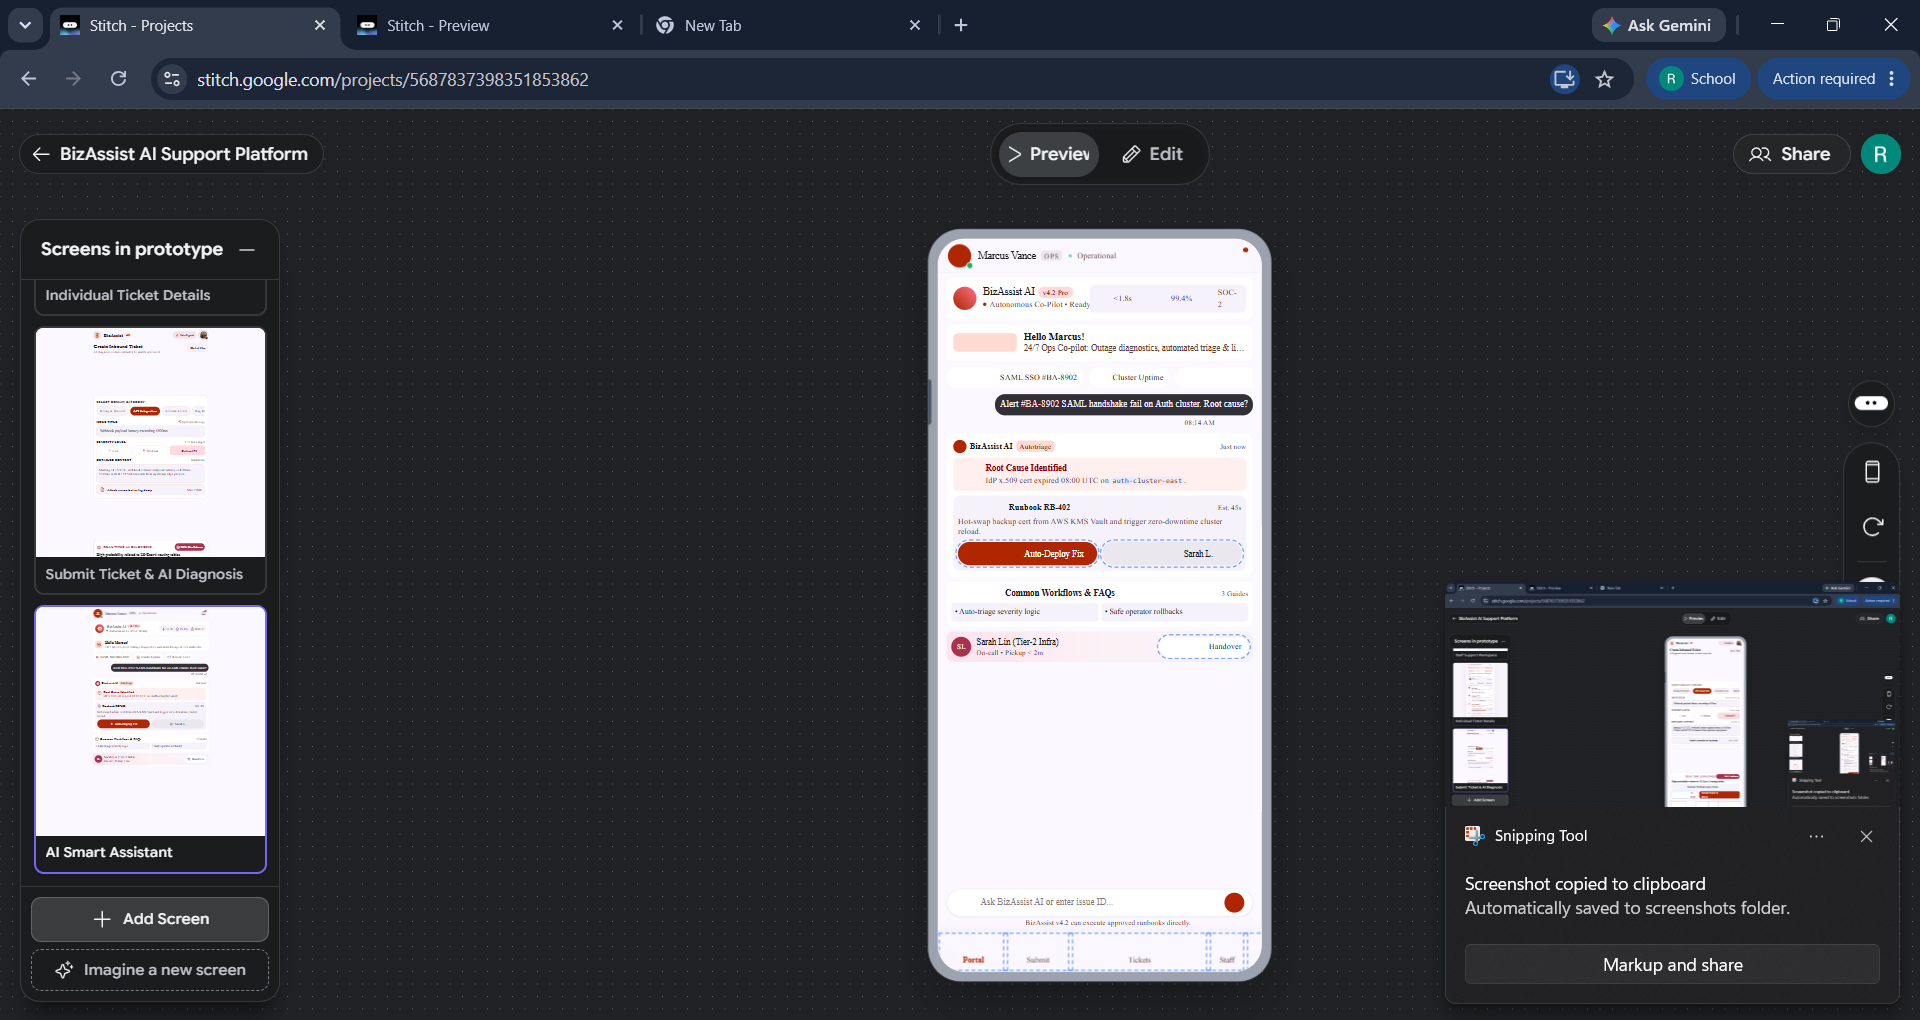 Stitch - Projects
Stitch - Preview
New Tab
Ask Gemini
stitch.google.com/projects/5687837398351853862
R School
Action required
BizAssist AI Support Platform
Preview
Edit
Share
R
Screens in prototype
Individual Ticket Details
BizAssist
Create Inbound Ticket
Submit Ticket & AI Diagnosis
AI Smart Assistant
Add Screen
Imagine a new screen
Marcus Vance OPS • Operational
BizAssist AI v4.2 Pro
• Autonomous Co-Pilot • Ready
<1.8s
99.4%
SOC-
2
Hello Marcus!
24/7 Ops Co-pilot: Outage diagnostics, automated triage & li...
SAML SSO #BA-8902
Cluster Uptime
Alert #BA-8902 SAML handshake fail on Auth cluster. Root cause?
08:14 AM
BizAssist AI Autotriage
Just now
Root Cause Identified
IdP x.509 cert expired 08:00 UTC on auth-cluster-east.
Runbook RB-402
Est. 45s
Hot-swap backup cert from AWS KMS Vault and trigger zero-downtime cluster
reload.
Auto-Deploy Fix
Sarah L.
Common Workflows & FAQs
3 Guides
• Auto-triage severity logic
• Safe operator rollbacks
SL
Sarah Lin (Tier-2 Infra)
On-call • Pickup < 2m
Handover
Ask BizAssist AI or enter issue ID...
BizAssist v4.2 can execute approved runbooks directly.
Portal
Submit
Tickets
Staff
Snipping Tool
Screenshot copied to clipboard
Automatically saved to screenshots folder.
Markup and share